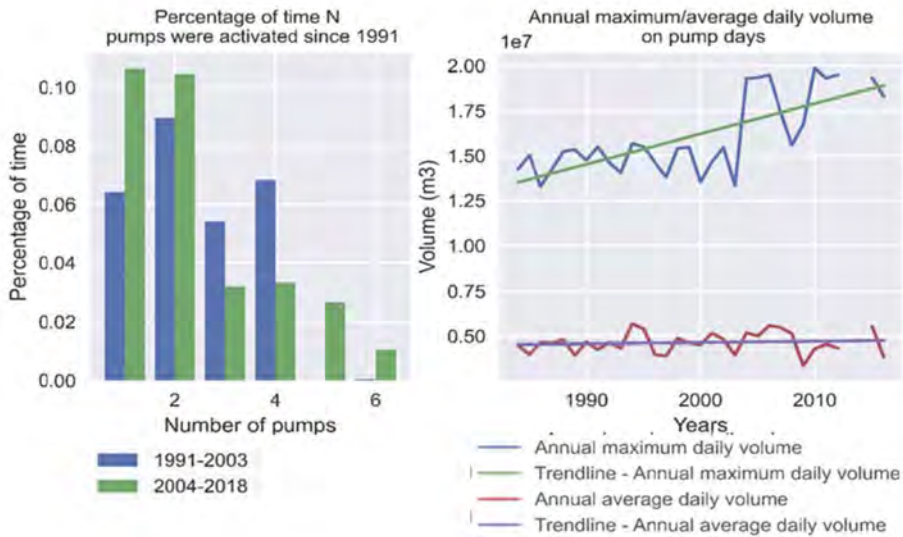 Percentage of time N
pumps were activated since 1991
Percentage of time
0.10
0.08
0.06
0.04
0.02
0.00
2
4
6
Number of pumps
1991-2003
2004-2018
Annual maximum/average daily volume
on pump days
1e7
Volume (m3)
2.00
1.75
1.50
1.25
1.00
0.75
0.50
1990
2000
2010
Years
Annual maximum daily volume
Trendline - Annual maximum daily volume
Annual average daily volume
Trendline - Annual average daily volume